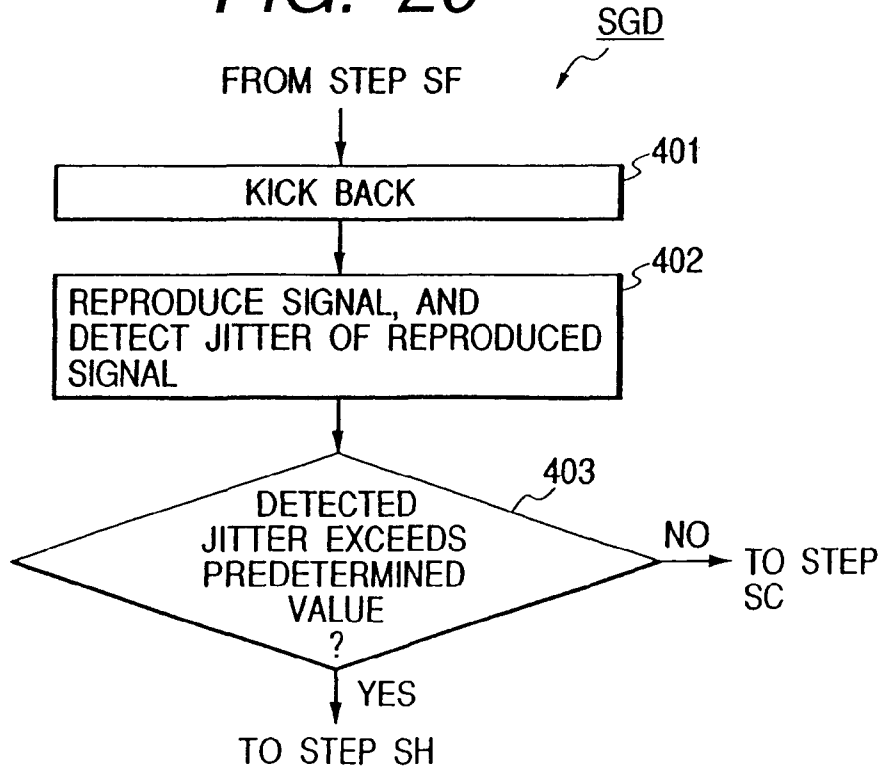 FIG. 20
SGD
FROM STEP SF
401
KICK BACK
402
REPRODUCE SIGNAL, AND
DETECT JITTER OF REPRODUCED
SIGNAL
403
DETECTED
JITTER EXCEEDS
PREDETERMINED
VALUE
?
NO
TO STEP
SC
YES
TO STEP SH